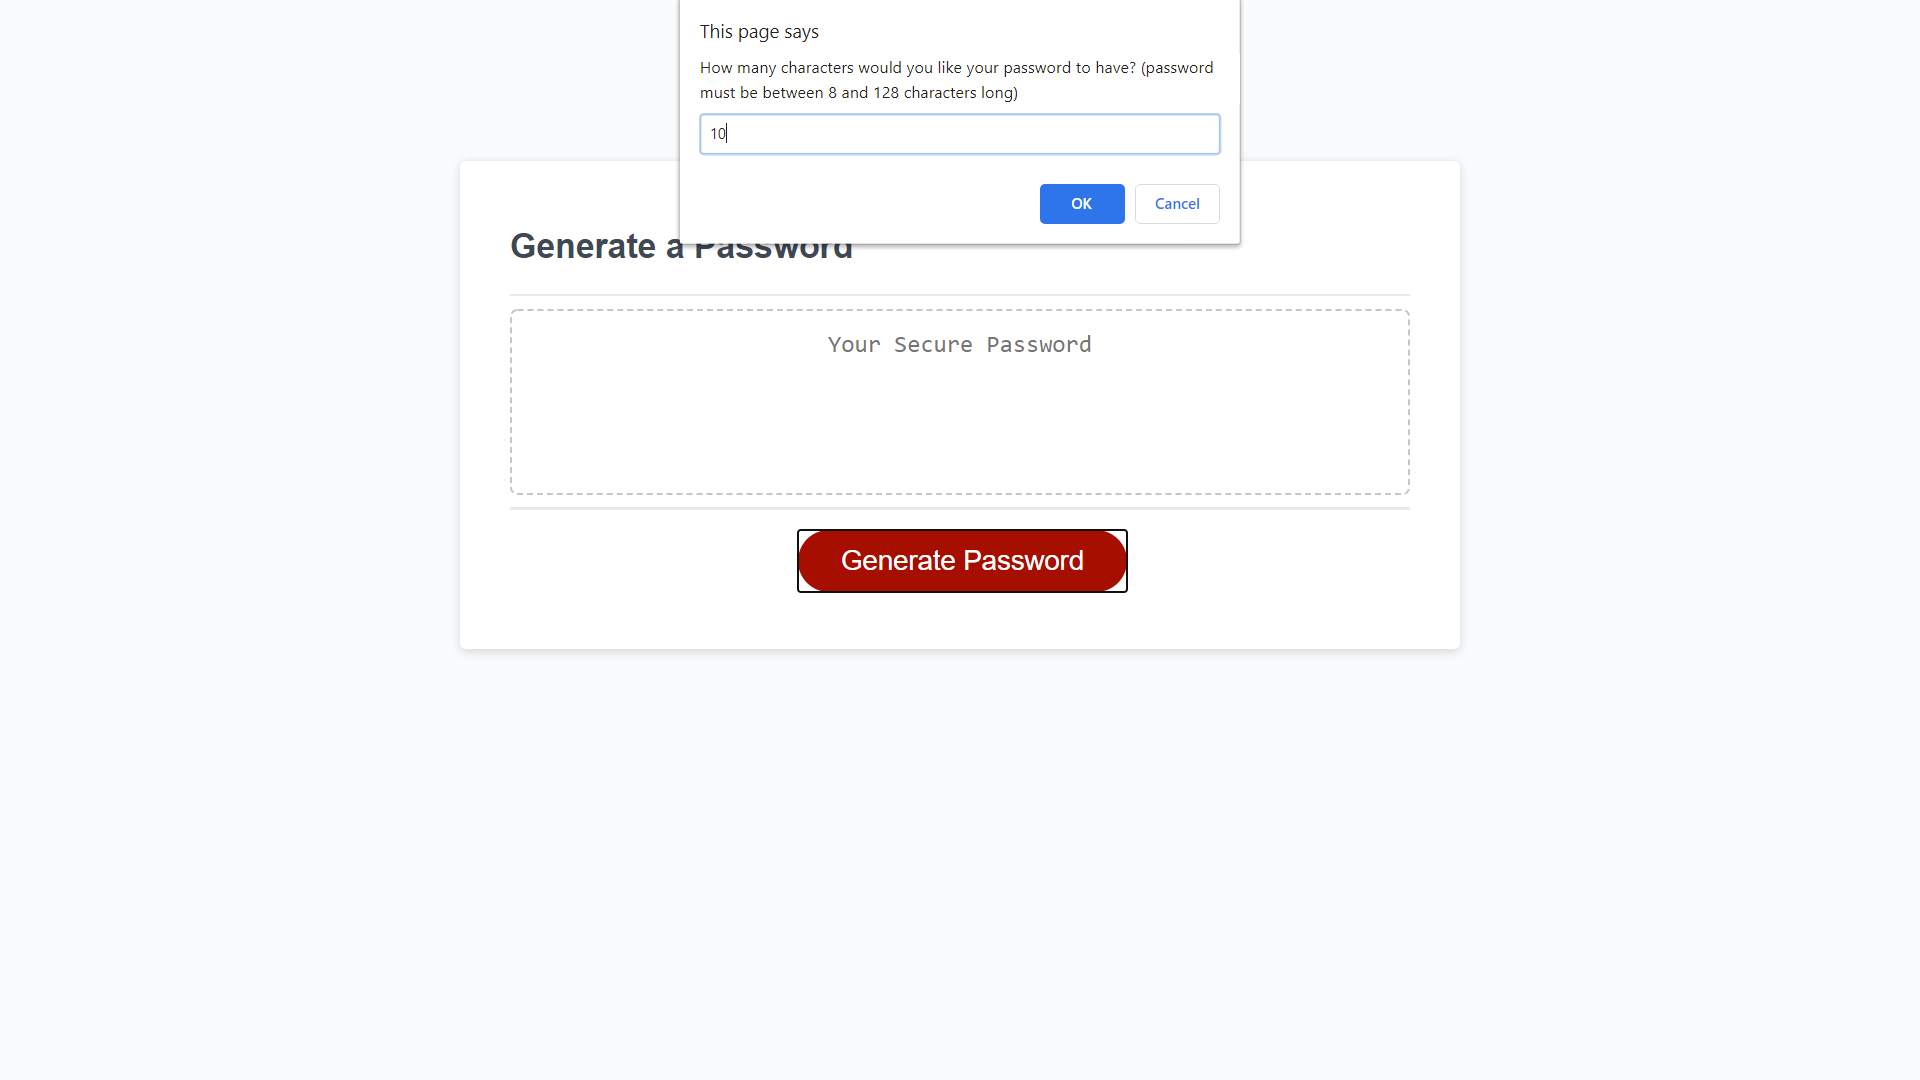 This page says
How many characters would you like your password to have? (password
must be between 8 and 128 characters long)
10
OK
Cancel
Generate a Password
Your Secure Password
Generate Password